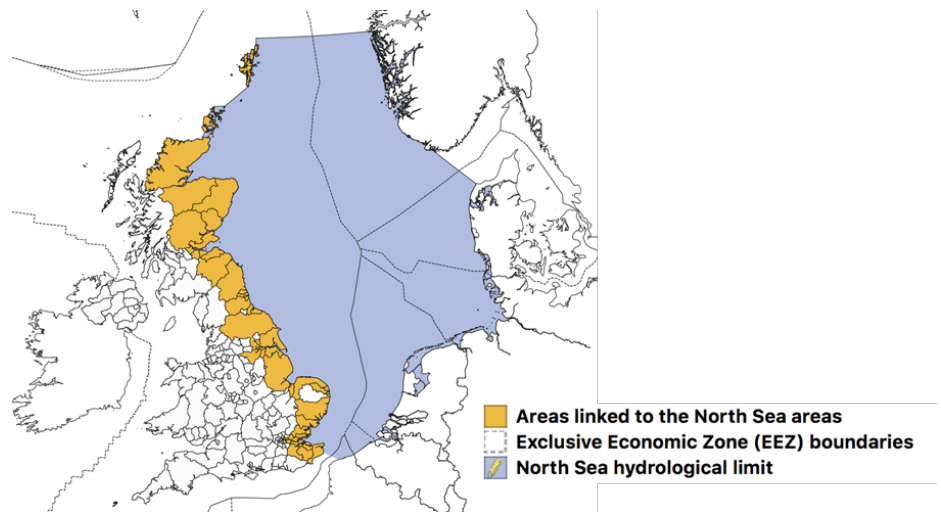 Areas linked to the North Sea areas
Exclusive Economic Zone (EEZ) boundaries
North Sea hydrological limit